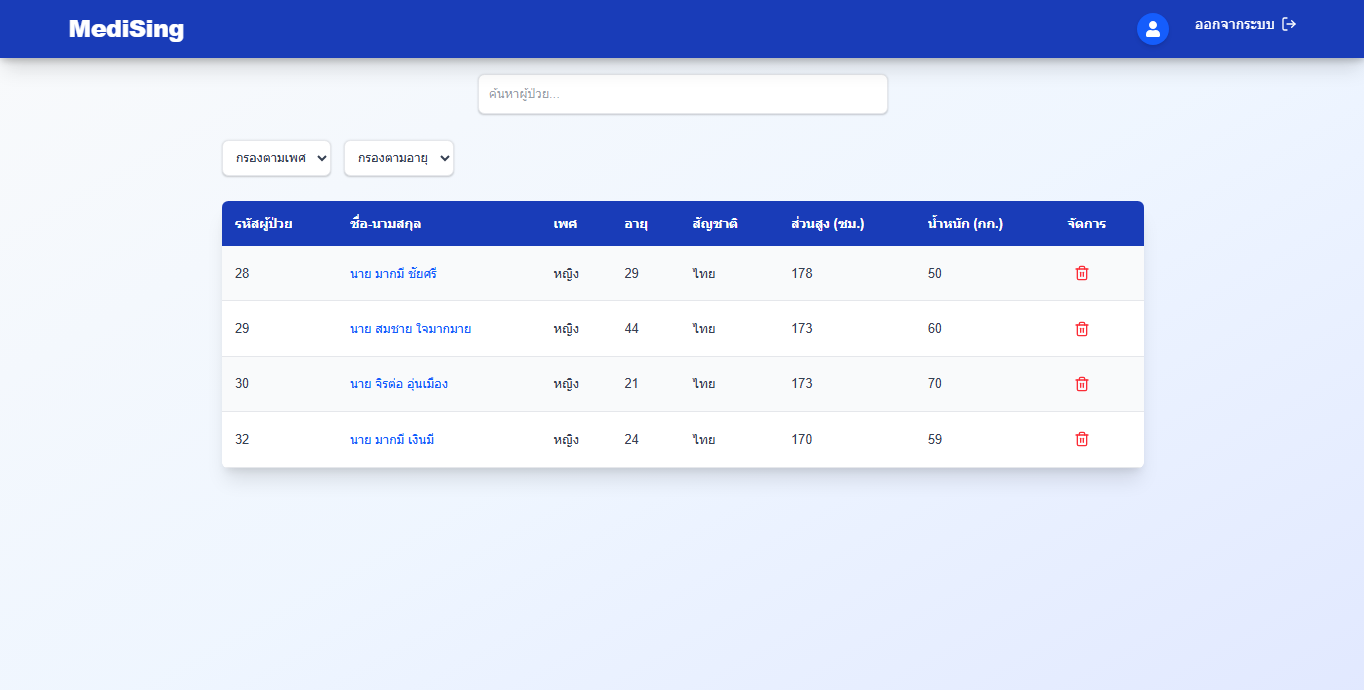 MediSing
ออกจากระบบ
ค้นหาผู้ป่วย...
กรองตามเพศ กรองตามอายุ
รหัสผู้ป่วย ชื่อ-นามสกุล เพศ อายุ สัญชาติ ส่วนสูง (ซม.) น้ำหนัก (กก.) จัดการ
28 นาย มากมี ชัยศรี หญิง 29 ไทย 178 50
29 นาย สมชาย ใจมากมาย หญิง 44 ไทย 173 60
30 นาย จิรต่อ อุ่นเมือง หญิง 21 ไทย 173 70
32 นาย มากมี เงินมี หญิง 24 ไทย 170 59